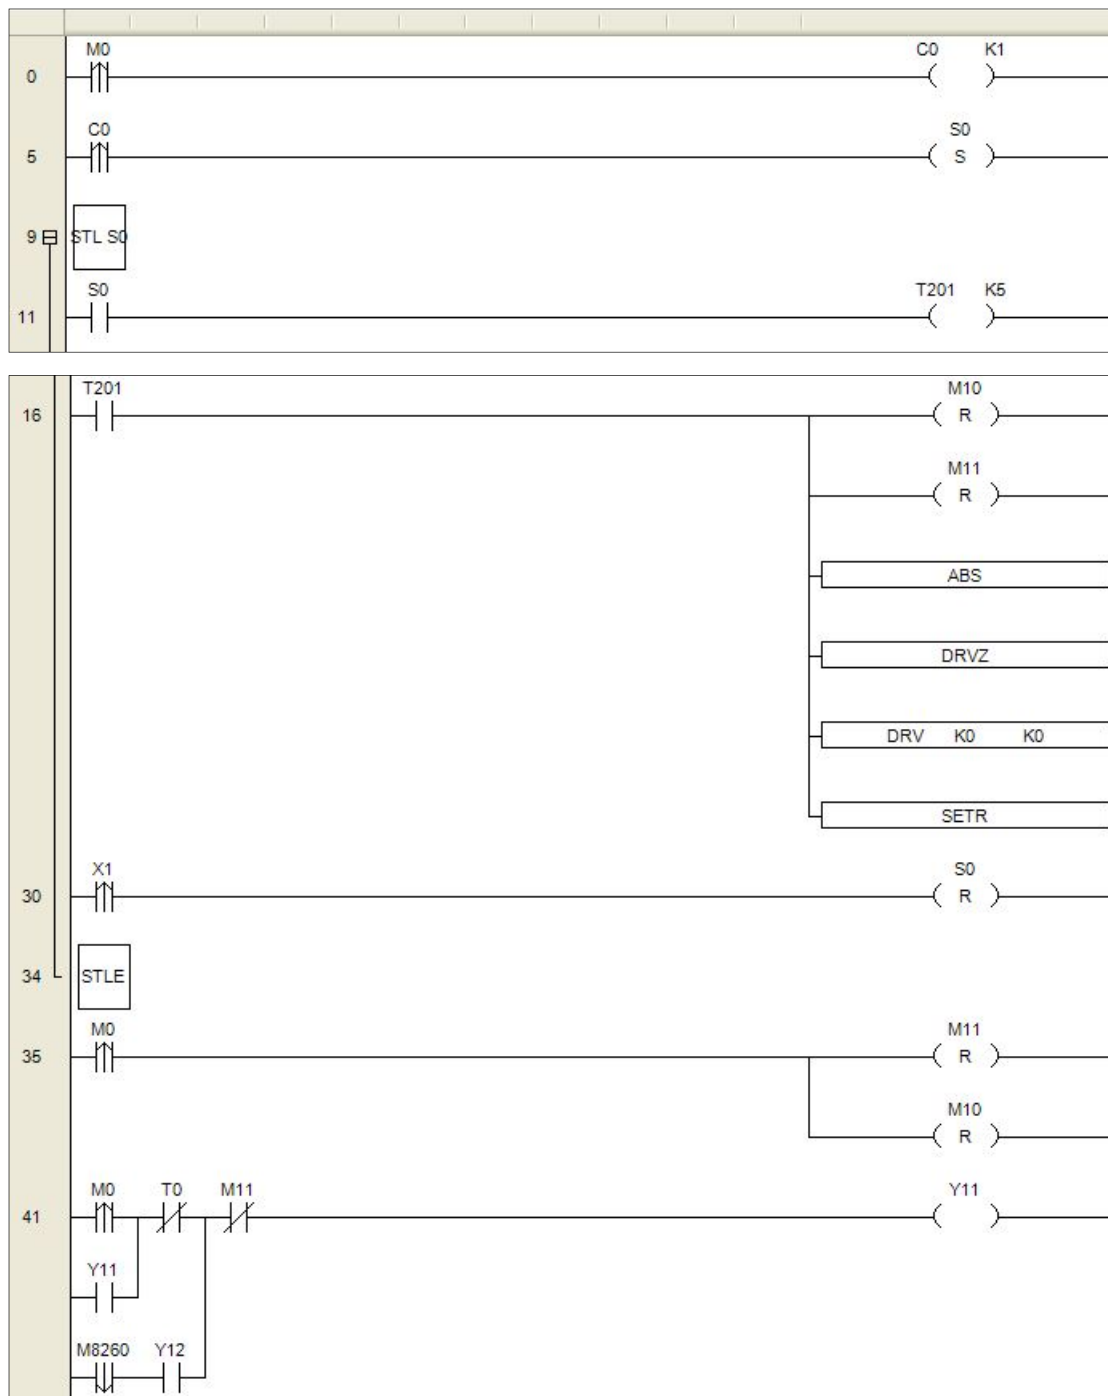 M0 C0 K1
0
C0 S0
5 S
9 STL S0
S0 T201 K5
11
T201 M10
16 R
M11
R
ABS
DRVZ
DRV K0 K0
SETR
X1 S0
30 R
34 STLE
M0 M11
35 R
M10
R
M0 T0 M11 Y11
41
Y11
M8260 Y12